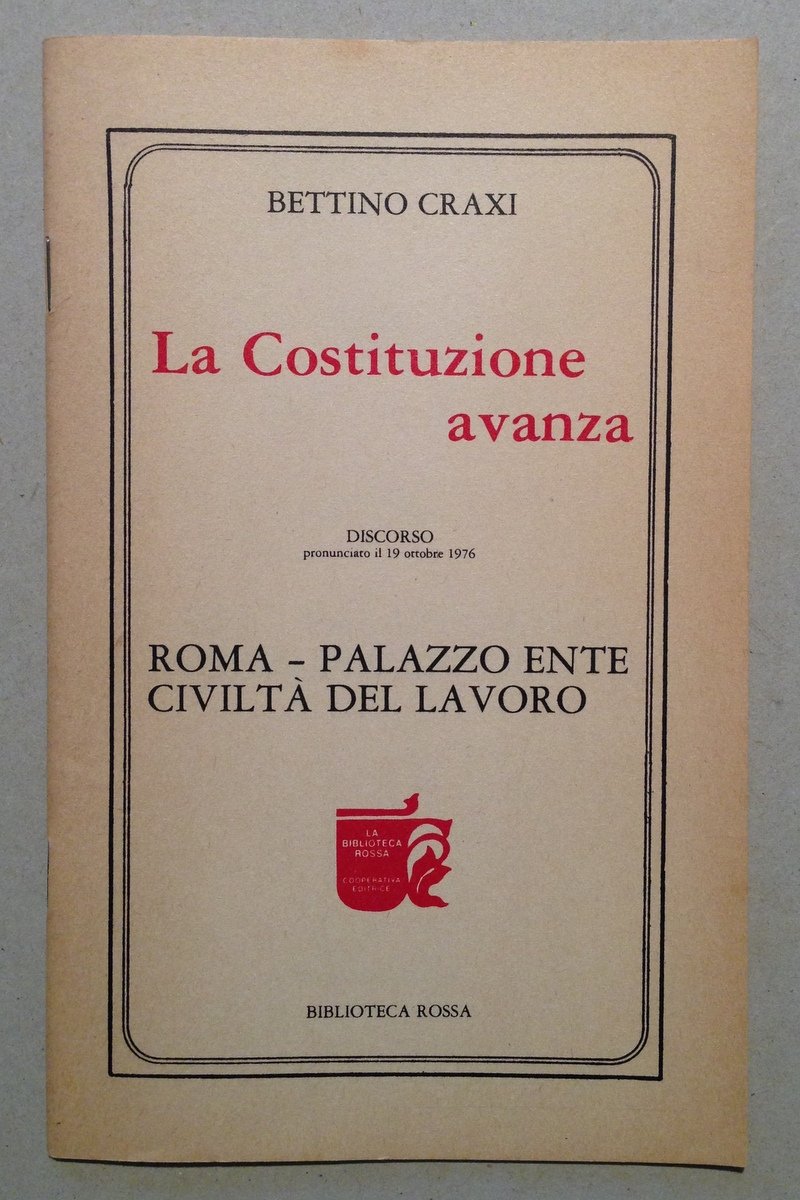 BETTINO CRAXI
La Costituzione
avanza
DISCORSO
pronunciato il 19 ottobre 1976
ROMA – PALAZZO ENTE
CIVILTÀ DEL LAVORO
LA
BIBLIOTECA
ROSSA
COOPERATIVA
EDITRICE
BIBLIOTECA ROSSA